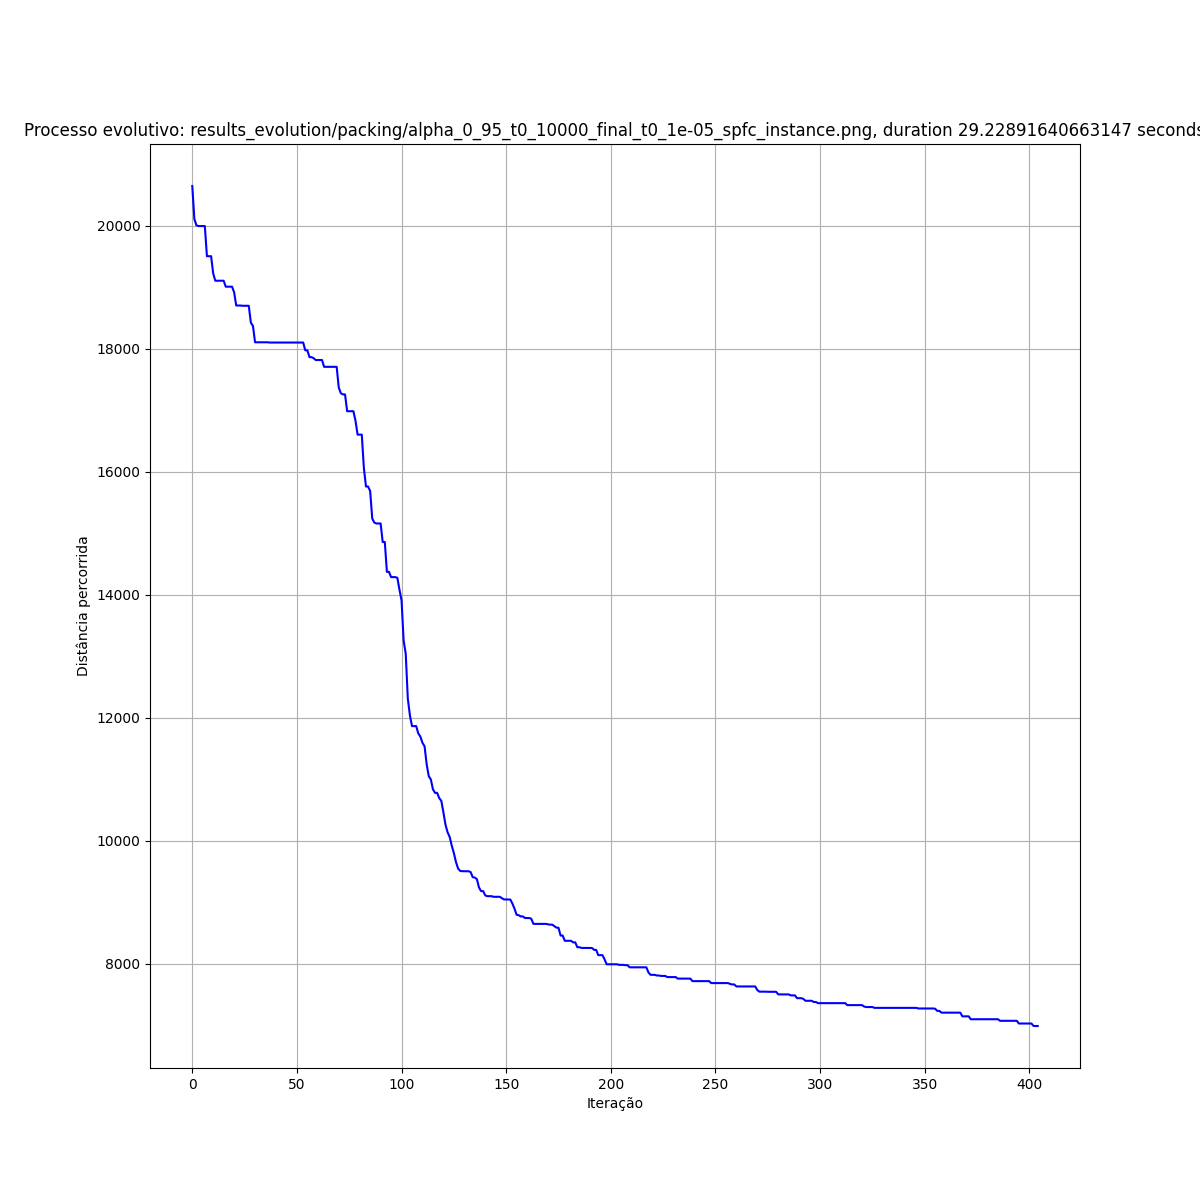 Processo evolutivo: results_evolution/packing/alpha_0_95_t0_10000_final_t0_1e-05_spfc_instance.png, duration 29.22891640663147 seconds
20000
18000
16000
14000
12000
10000
8000
Distância percorrida
0 50 100 150 200 250 300 350 400
Iteração